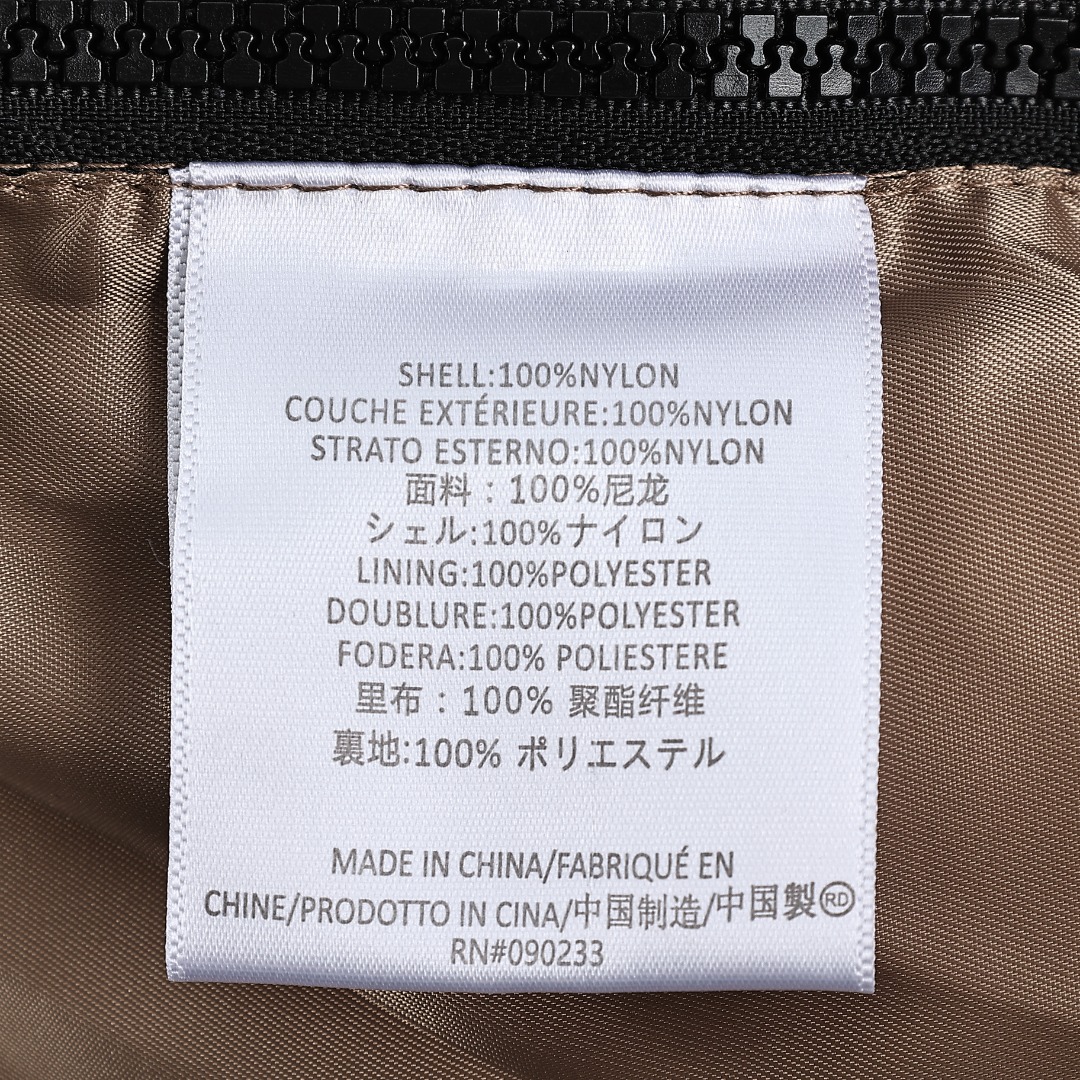 SHELL:100%NYLON
COUCHE EXTÉRIEURE:100%NYLON
STRATO ESTERNO:100%NYLON
面料：100%尼龙
シェル:100%ナイロン
LINING:100%POLYESTER
DOUBLURE:100%POLYESTER
FODERA:100% POLIESTERE
里布：100% 聚酯纤维
裏地:100% ポリエステル
MADE IN CHINA/FABRIQUÉ EN
CHINE/PRODOTTO IN CINA/中国制造/中国製RD
RN#090233